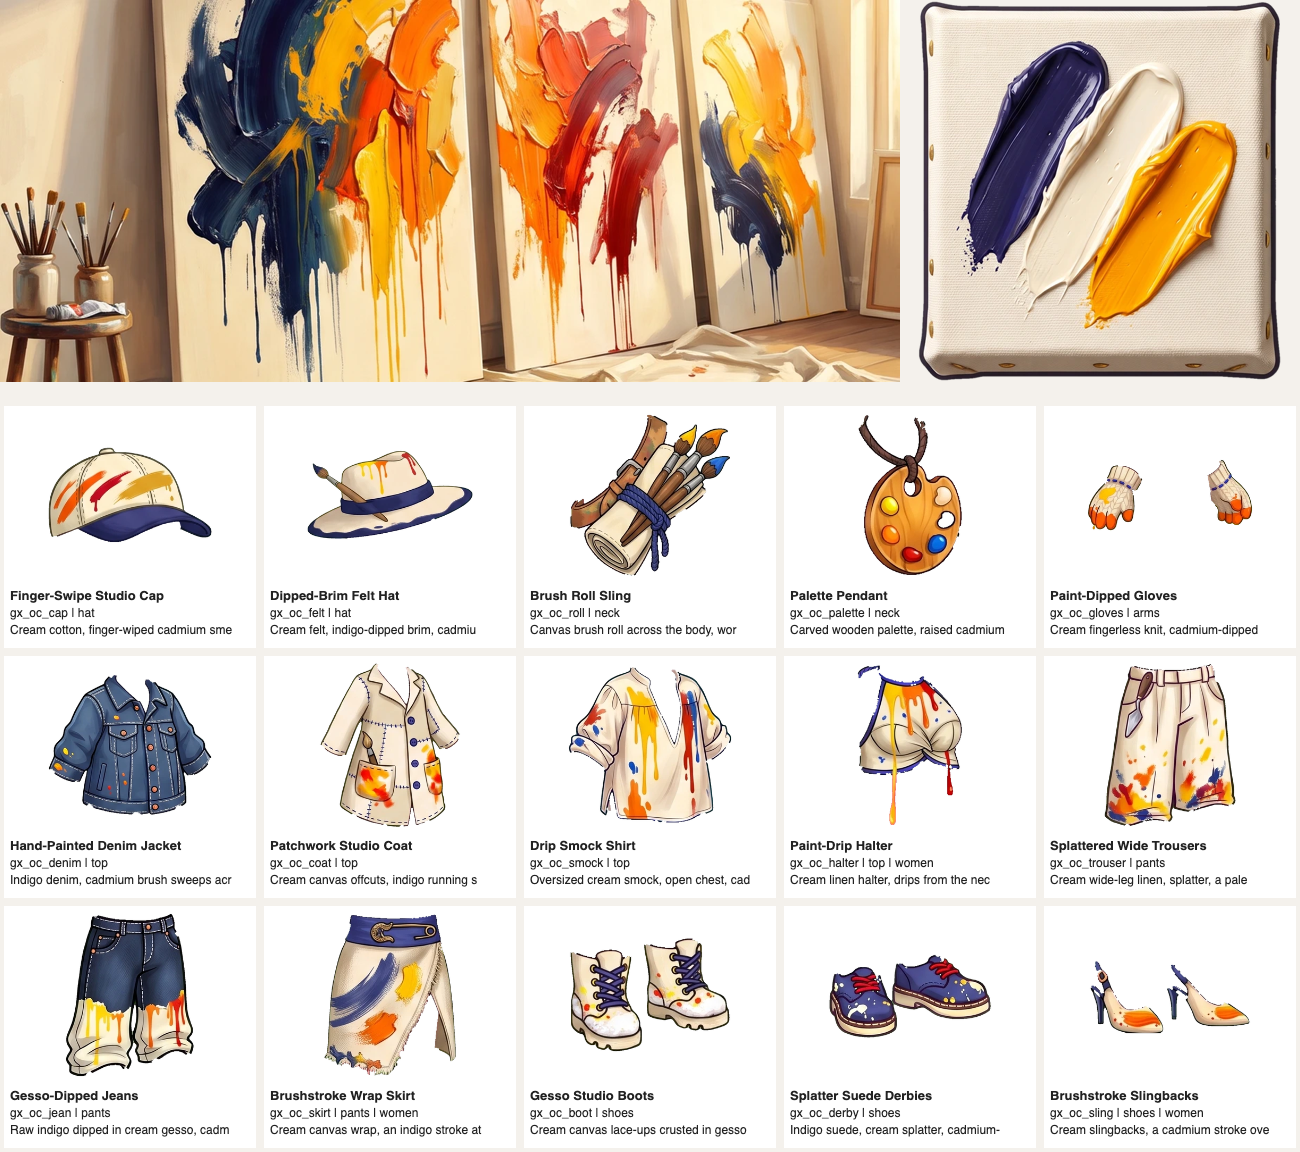 Finger-Swipe Studio Cap
gx_oc_cap | hat
Cream cotton, finger-wiped cadmium sme
Dipped-Brim Felt Hat
gx_oc_felt | hat
Cream felt, indigo-dipped brim, cadmiu
Brush Roll Sling
gx_oc_roll | neck
Canvas brush roll across the body, wor
Palette Pendant
gx_oc_palette | neck
Carved wooden palette, raised cadmium
Paint-Dipped Gloves
gx_oc_gloves | arms
Cream fingerless knit, cadmium-dipped
Hand-Painted Denim Jacket
gx_oc_denim | top
Indigo denim, cadmium brush sweeps acr
Patchwork Studio Coat
gx_oc_coat | top
Cream canvas offcuts, indigo running s
Drip Smock Shirt
gx_oc_smock | top
Oversized cream smock, open chest, cad
Paint-Drip Halter
gx_oc_halter | top | women
Cream linen halter, drips from the nec
Splattered Wide Trousers
gx_oc_trouser | pants
Cream wide-leg linen, splatter, a pale
Gesso-Dipped Jeans
gx_oc_jean | pants
Raw indigo dipped in cream gesso, cadm
Brushstroke Wrap Skirt
gx_oc_skirt | pants | women
Cream canvas wrap, an indigo stroke at
Gesso Studio Boots
gx_oc_boot | shoes
Cream canvas lace-ups crusted in gesso
Splatter Suede Derbies
gx_oc_derby | shoes
Indigo suede, cream splatter, cadmium-
Brushstroke Slingbacks
gx_oc_sling | shoes | women
Cream slingbacks, a cadmium stroke ove